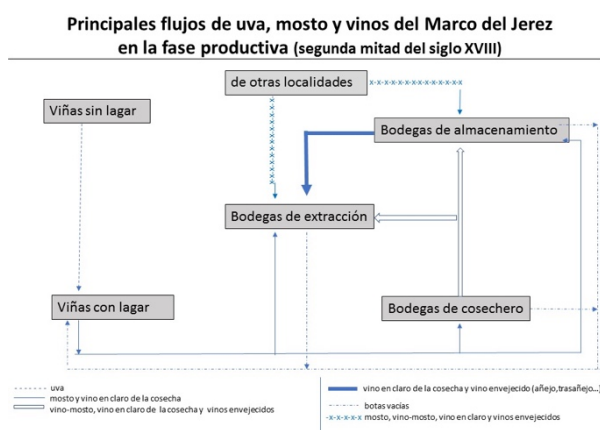 Principales flujos de uva, mosto y vinos del Marco del Jerez
en la fase productiva (segunda mitad del siglo XVIII)
de otras localidades
Viñas sin lagar
Bodegas de almacenamiento
Bodegas de extracción
Viñas con lagar
Bodegas de cosechero
uva
mosto y vino en claro de la cosecha
vino-mosto, vino en claro de la cosecha y vinos envejecidos
vino en claro de la cosecha y vino envejecido (añejo,trasañejo...)
botas vacías
mosto, vino-mosto, vino en claro y vinos envejecidos